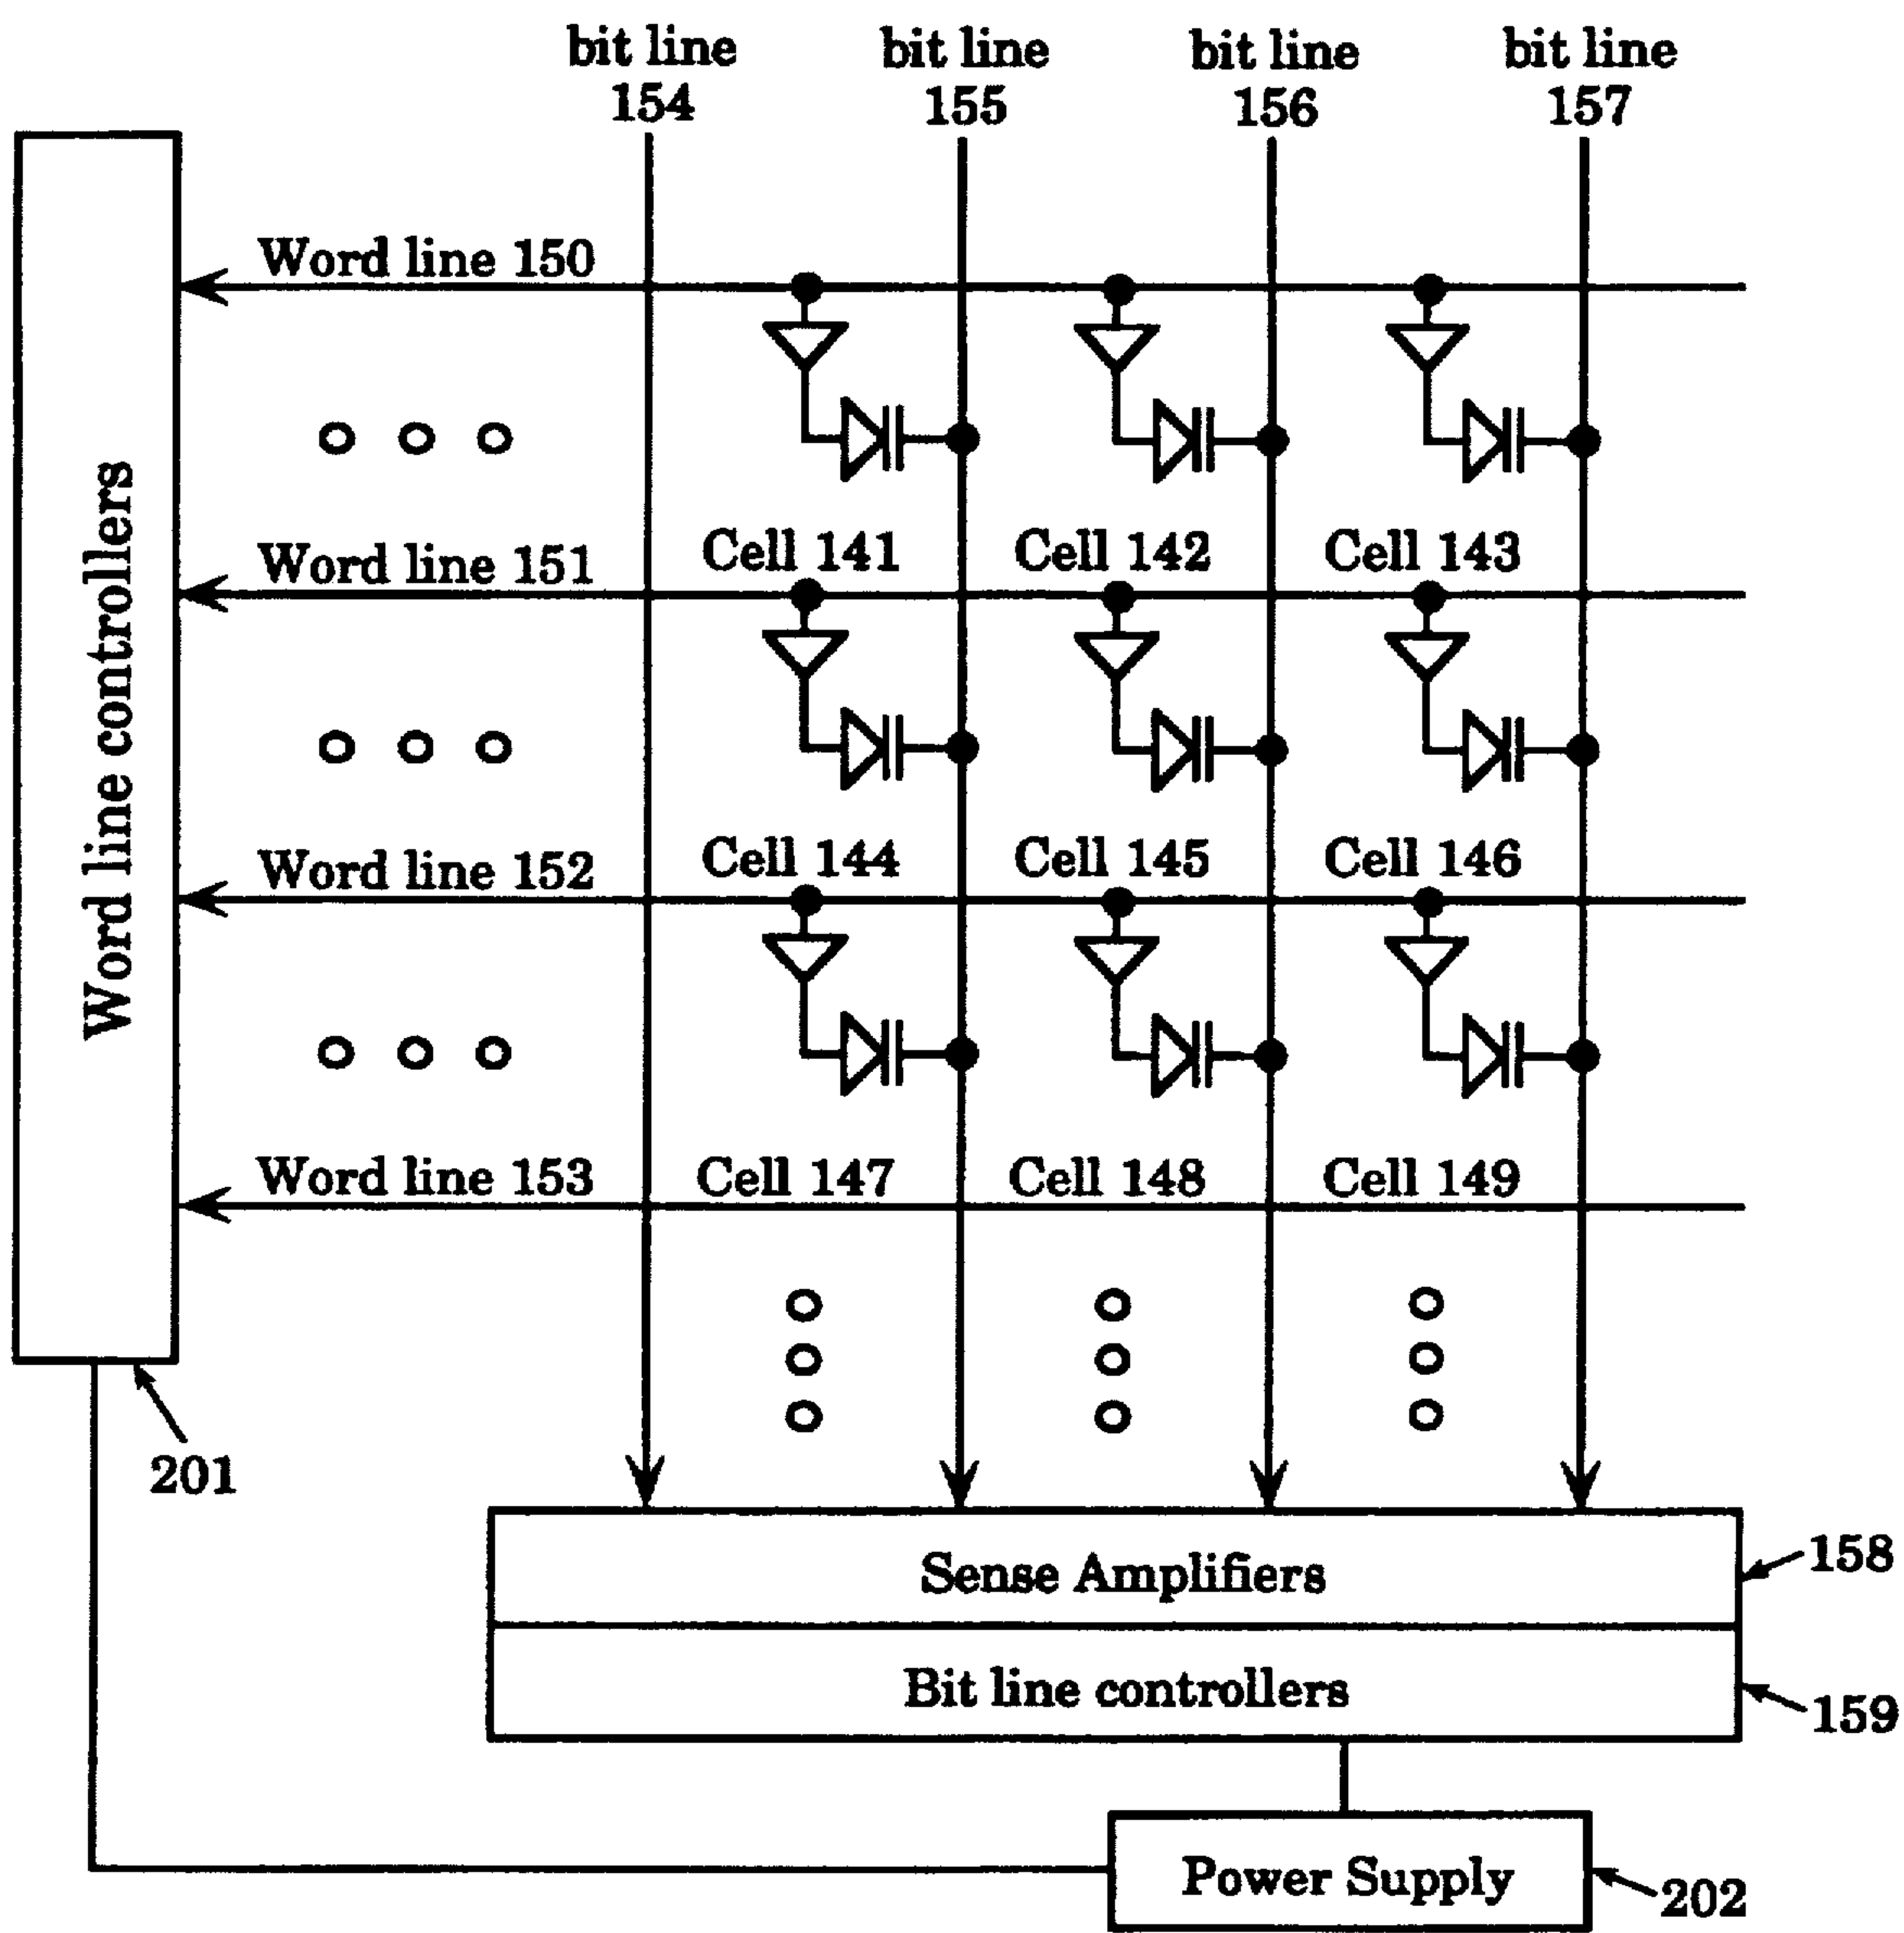 bit line 154
bit line 155
bit line 156
bit line 157
Word line controllers
Word line 150
Word line 151
Cell 141
Cell 142
Cell 143
Word line 152
Cell 144
Cell 145
Cell 146
Word line 153
Cell 147
Cell 148
Cell 149
201
Sense Amplifiers
158
Bit line controllers
159
Power Supply
202